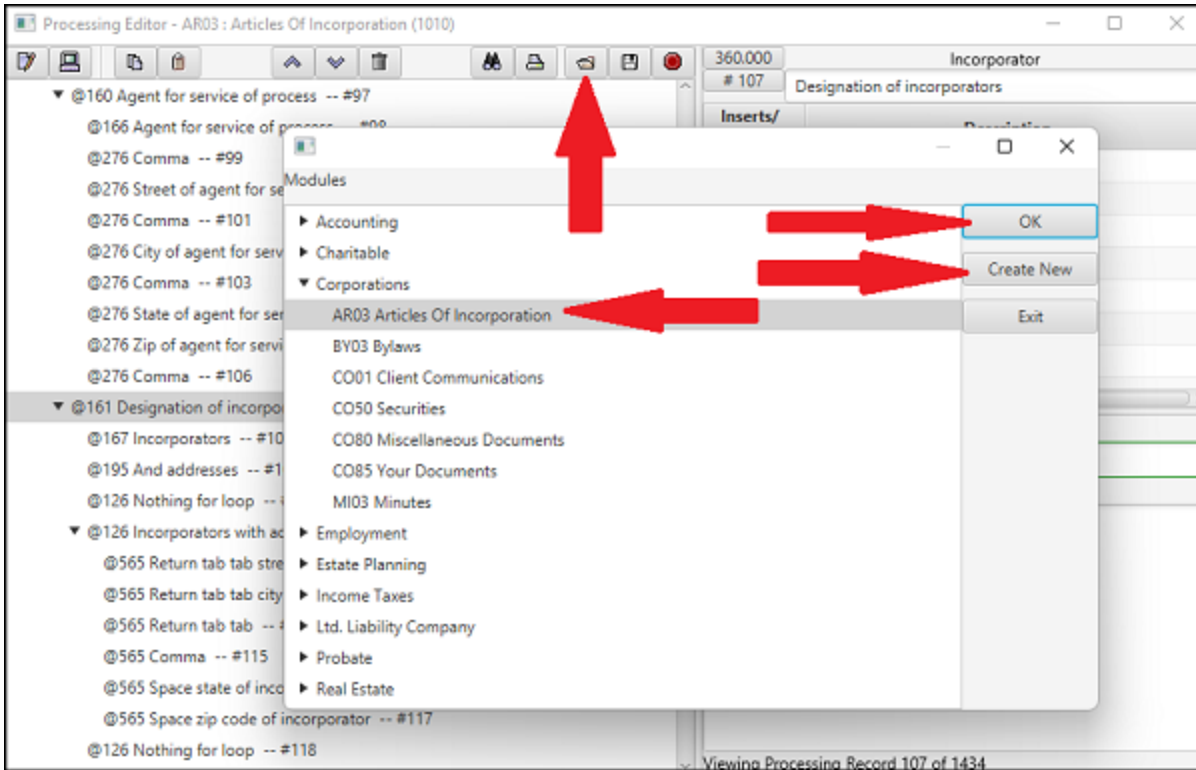 Processing Editor - AR03 : Articles Of Incorporation (1010)
360.000
Incorporator
# 107
Designation of incorporators
Inserts/
@160 Agent for service of process -- #97
@166 Agent for service of process
@276 Comma -- #99
@276 Street of agent for se
@276 Comma -- #101
@276 City of agent for serv
@276 Comma -- #103
@276 State of agent for ser
@276 Zip of agent for servi
@276 Comma -- #106
@161 Designation of incorpo
@167 Incorporators -- #10
@195 And addresses -- #1
@126 Nothing for loop --
@126 Incorporators with ad
@565 Return tab tab stre
@565 Return tab tab city
@565 Return tab tab --
@565 Comma -- #115
@565 Space state of inco
@565 Space zip code of incorporator -- #117
@126 Nothing for loop -- #118
Modules
Accounting
Charitable
Corporations
AR03 Articles Of Incorporation
BY03 Bylaws
CO01 Client Communications
CO50 Securities
CO80 Miscellaneous Documents
CO85 Your Documents
MI03 Minutes
Employment
Estate Planning
Income Taxes
Ltd. Liability Company
Probate
Real Estate
OK
Create New
Exit
Viewing Processing Record 107 of 1434